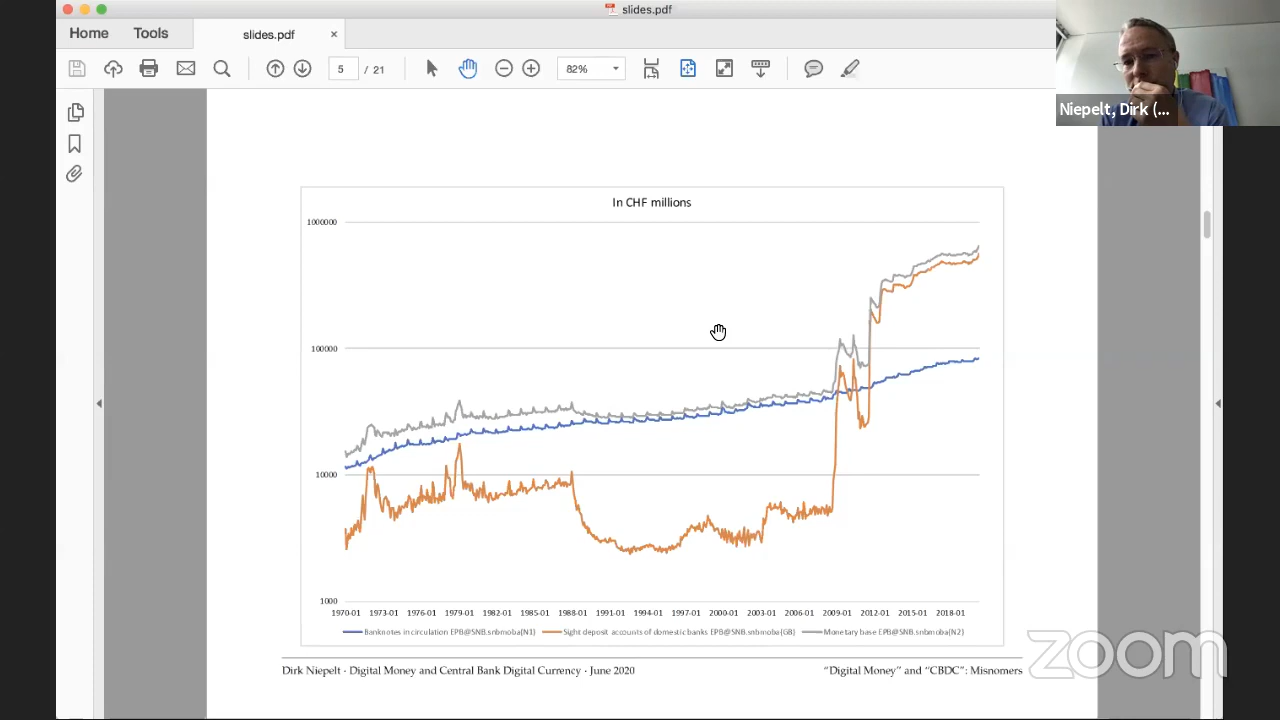 slides.pdf
Home Tools slides.pdf ×
5 / 21 82%
Niepelt, Dirk (...
In CHF millions
1000000
100000
10000
1000
1970-01 1973-01 1976-01 1979-01 1982-01 1985-01 1988-01 1991-01 1994-01 1997-01 2000-01 2003-01 2006-01 2009-01 2012-01 2015-01 2018-01
Banknotes in circulation EPB@SNB.snbmoba{N1} Sight deposit accounts of domestic banks EPB@SNB.snbmoba{GB} Monetary base EPB@SNB.snbmoba{N2}
Dirk Niepelt · Digital Money and Central Bank Digital Currency · June 2020 “Digital Money” and “CBDC”: Misnomers
zoom